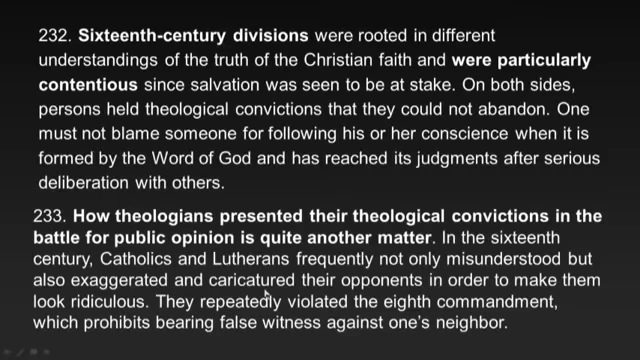 232. Sixteenth-century divisions were rooted in different
understandings of the truth of the Christian faith and were particularly
contentious since salvation was seen to be at stake. On both sides,
persons held theological convictions that they could not abandon. One
must not blame someone for following his or her conscience when it is
formed by the Word of God and has reached its judgments after serious
deliberation with others.
233. How theologians presented their theological convictions in the
battle for public opinion is quite another matter. In the sixteenth
century, Catholics and Lutherans frequently not only misunderstood but
also exaggerated and caricatured their opponents in order to make them
look ridiculous. They repeatedly violated the eighth commandment,
which prohibits bearing false witness against one's neighbor.